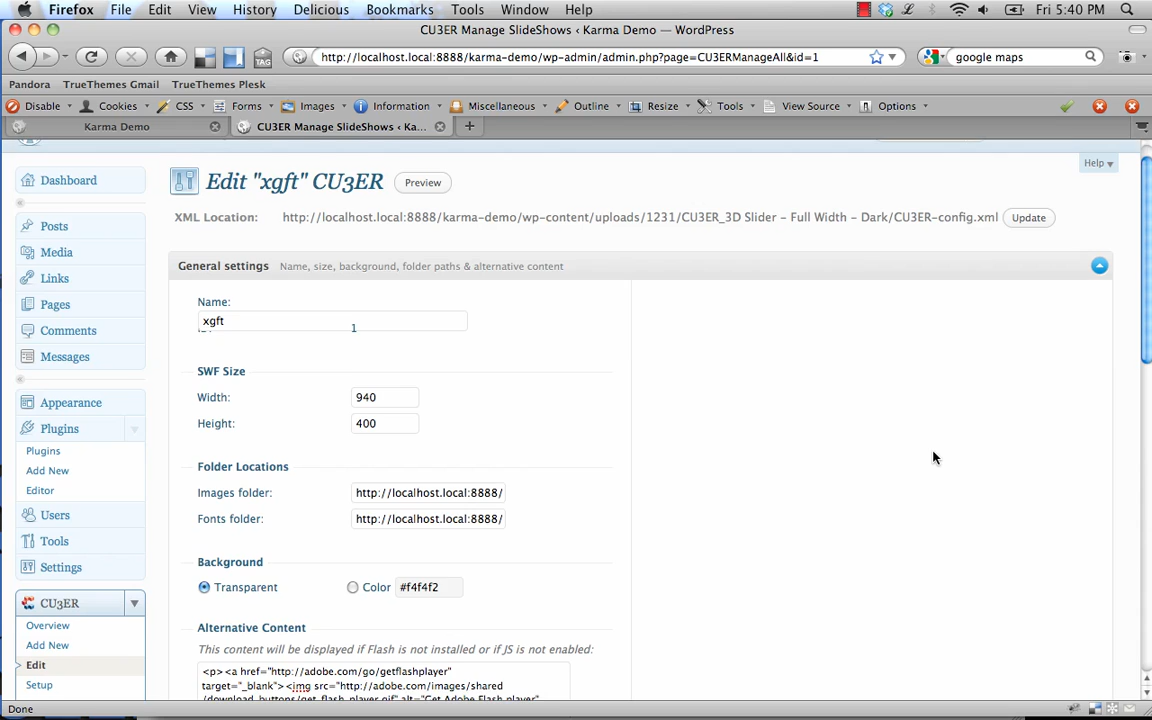 Firefox File Edit View History Delicious Bookmarks Tools Window Help Fri 5:40 PM
CU3ER Manage SlideShows ‹ Karma Demo — WordPress
http://localhost.local:8888/karma-demo/wp-admin/admin.php?page=CU3ERManageAll&id=1 google maps
TAG
Pandora TrueThemes Gmail TrueThemes Plesk
Disable Cookies CSS Forms Images Information Miscellaneous Outline Resize Tools View Source Options
Karma Demo CU3ER Manage SlideShows ‹ Ka...
Help
Dashboard
Posts
Media
Links
Pages
Comments
Messages
Appearance
Plugins
Plugins
Add New
Editor
Users
Tools
Settings
CU3ER
Overview
Add New
Edit
Setup
Edit "xgft" CU3ER Preview
XML Location: http://localhost.local:8888/karma-demo/wp-content/uploads/1231/CU3ER_3D Slider - Full Width - Dark/CU3ER-config.xml Update
General settings Name, size, background, folder paths & alternative content
Name:
xgft
1
SWF Size
Width: 940
Height: 400
Folder Locations
Images folder: http://localhost.local:8888/
Fonts folder: http://localhost.local:8888/
Background
Transparent Color #f4f4f2
Alternative Content
This content will be displayed if Flash is not installed or if JS is not enabled:
<p><a href="http://adobe.com/go/getflashplayer"
target="_blank"><img src="http://adobe.com/images/shared
/download_buttons/get_flash_player.gif" alt="Get Adobe Flash player"
Done